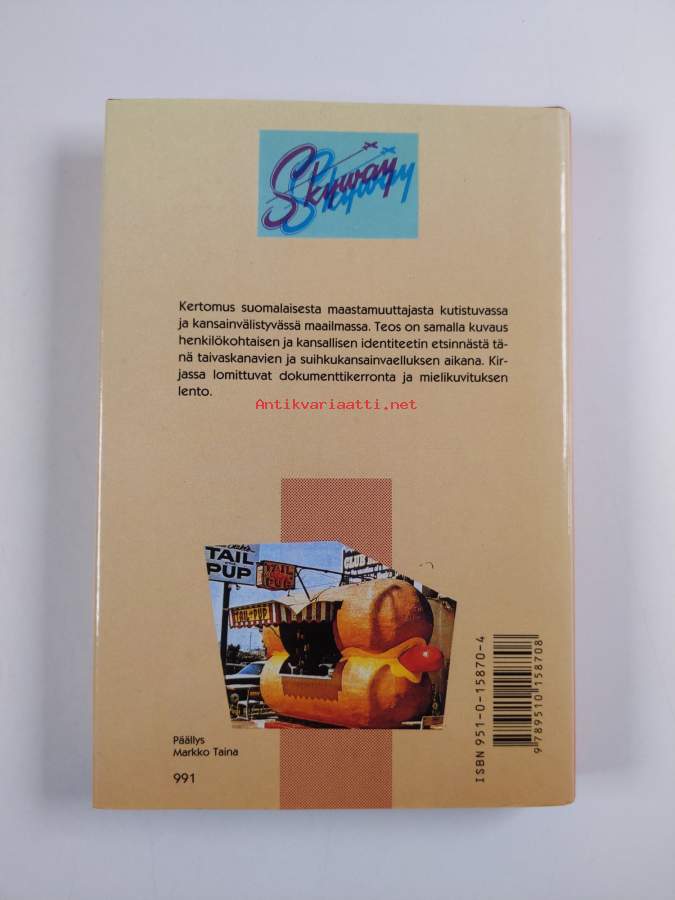 Skyway
Skyway
Kertomus suomalaisesta maastamuuttajasta kutistuvassa
ja kansainvälistyvässä maailmassa. Teos on samalla kuvaus
henkilökohtaisen ja kansallisen identiteetin etsinnästä tä-
nä taivaskanavien ja suihkukansainvaelluksen aikana. Kir-
jassa lomittuvat dokumenttikerronta ja mielikuvituksen
lento.
Antikvariaatti.net
TAIL
PUP
TAIL
PUP
CLUB
TAIL PUP
Päällys
Markko Taina
991
ISBN 951-0-15870-4
9 789510 158708